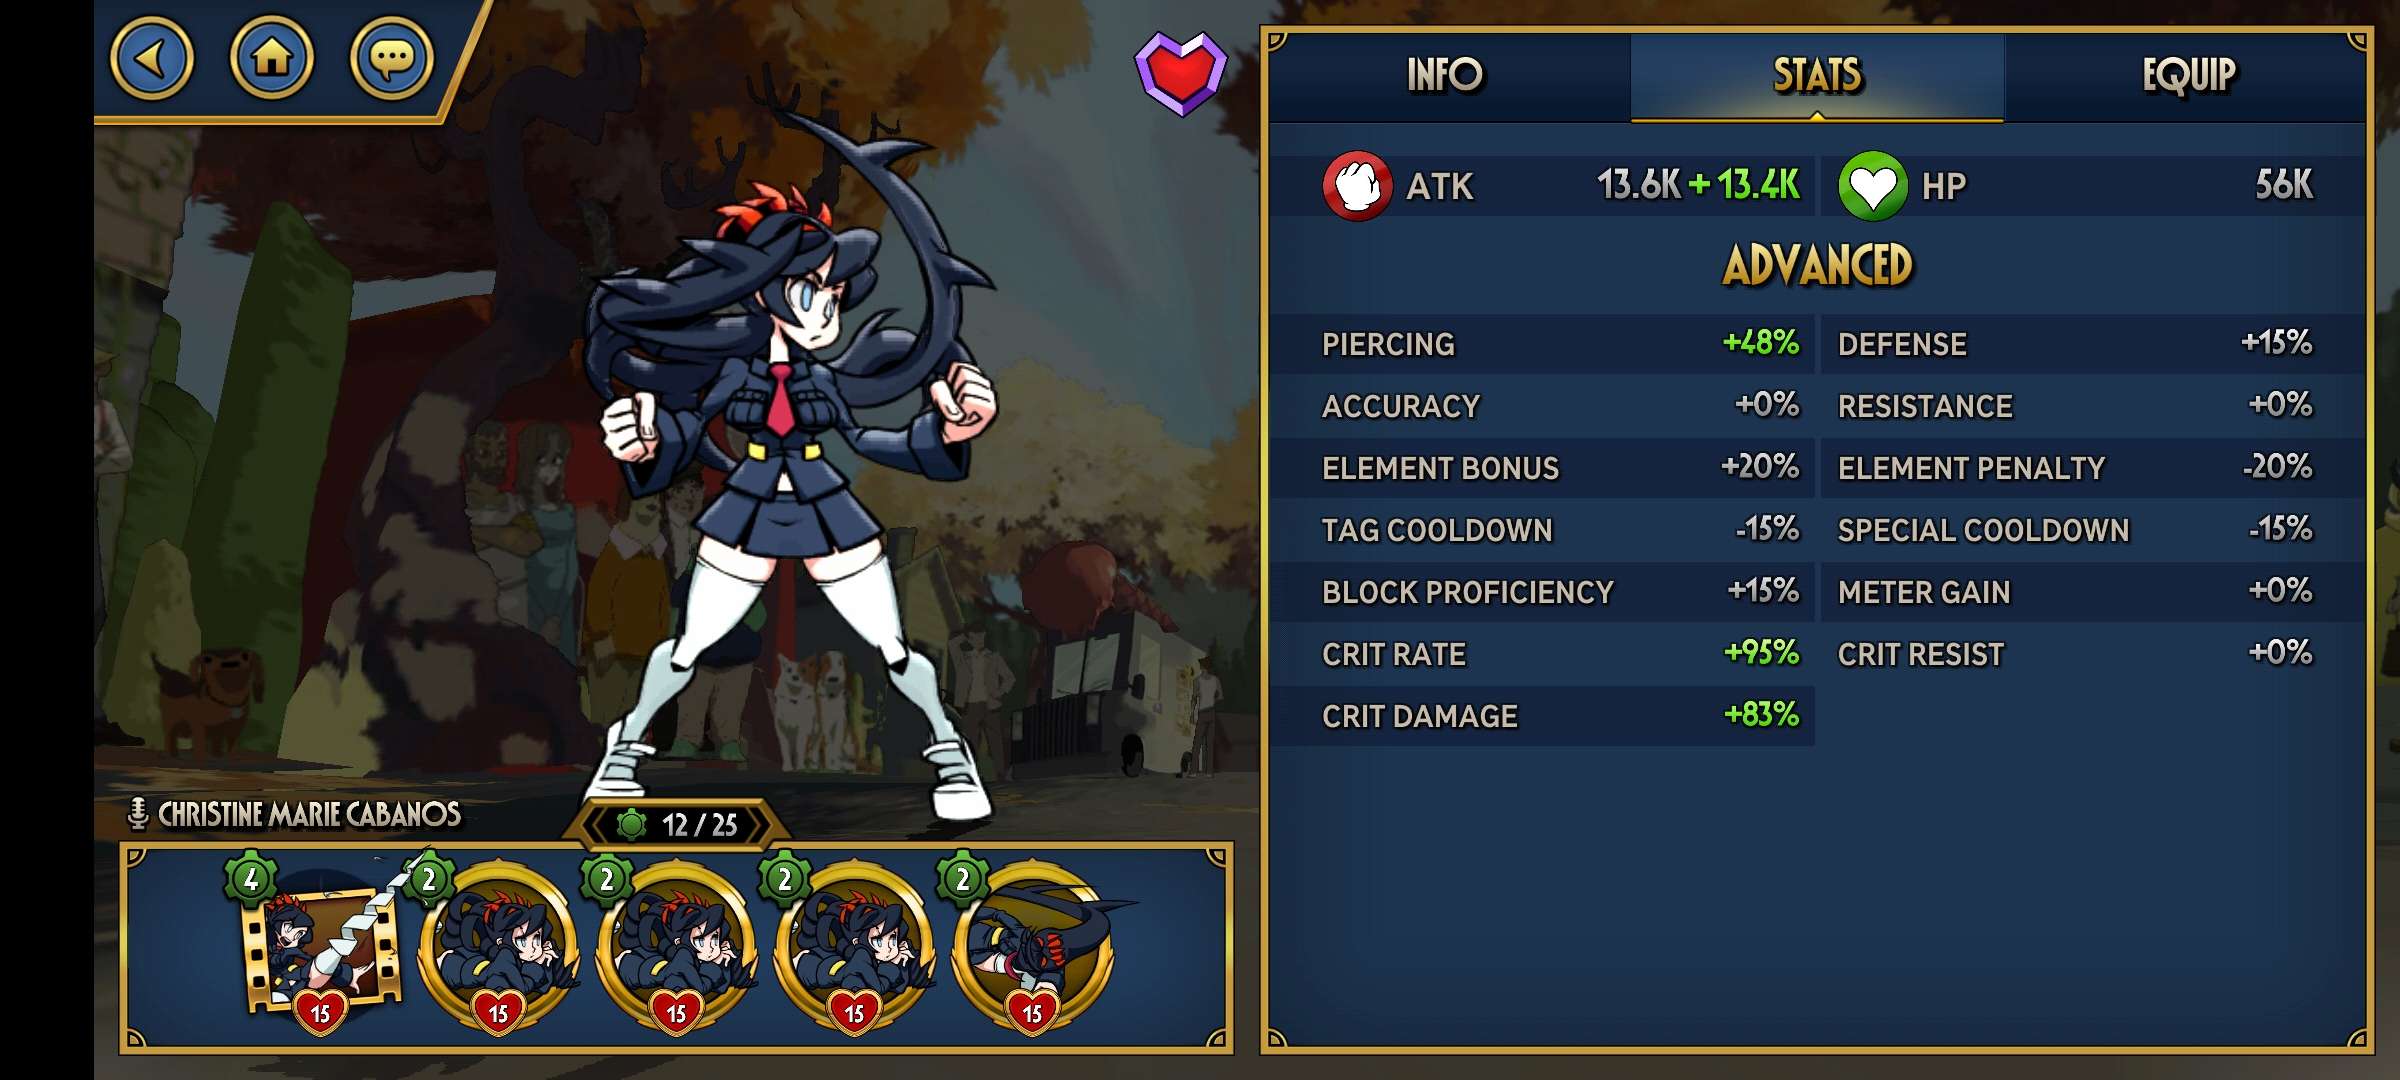 INFO STATS EQUIP
ATK 13.6K + 13.4K HP 56K
ADVANCED
PIERCING +48% DEFENSE +15%
ACCURACY +0% RESISTANCE +0%
ELEMENT BONUS +20% ELEMENT PENALTY -20%
TAG COOLDOWN -15% SPECIAL COOLDOWN -15%
BLOCK PROFICIENCY +15% METER GAIN +0%
CRIT RATE +95% CRIT RESIST +0%
CRIT DAMAGE +83%
CHRISTINE MARIE CABANOS
12 / 25
4 2 2 2 2
15 15 15 15 15